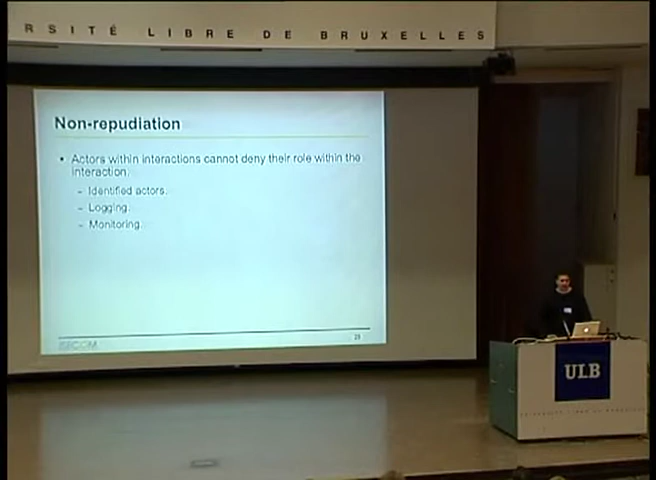 RSITÉ LIBRE DE BRUXELLES
Non-repudiation
• Actors within interactions cannot deny their role within the
interaction.
– Identified actors.
– Logging.
– Monitoring.
ULB